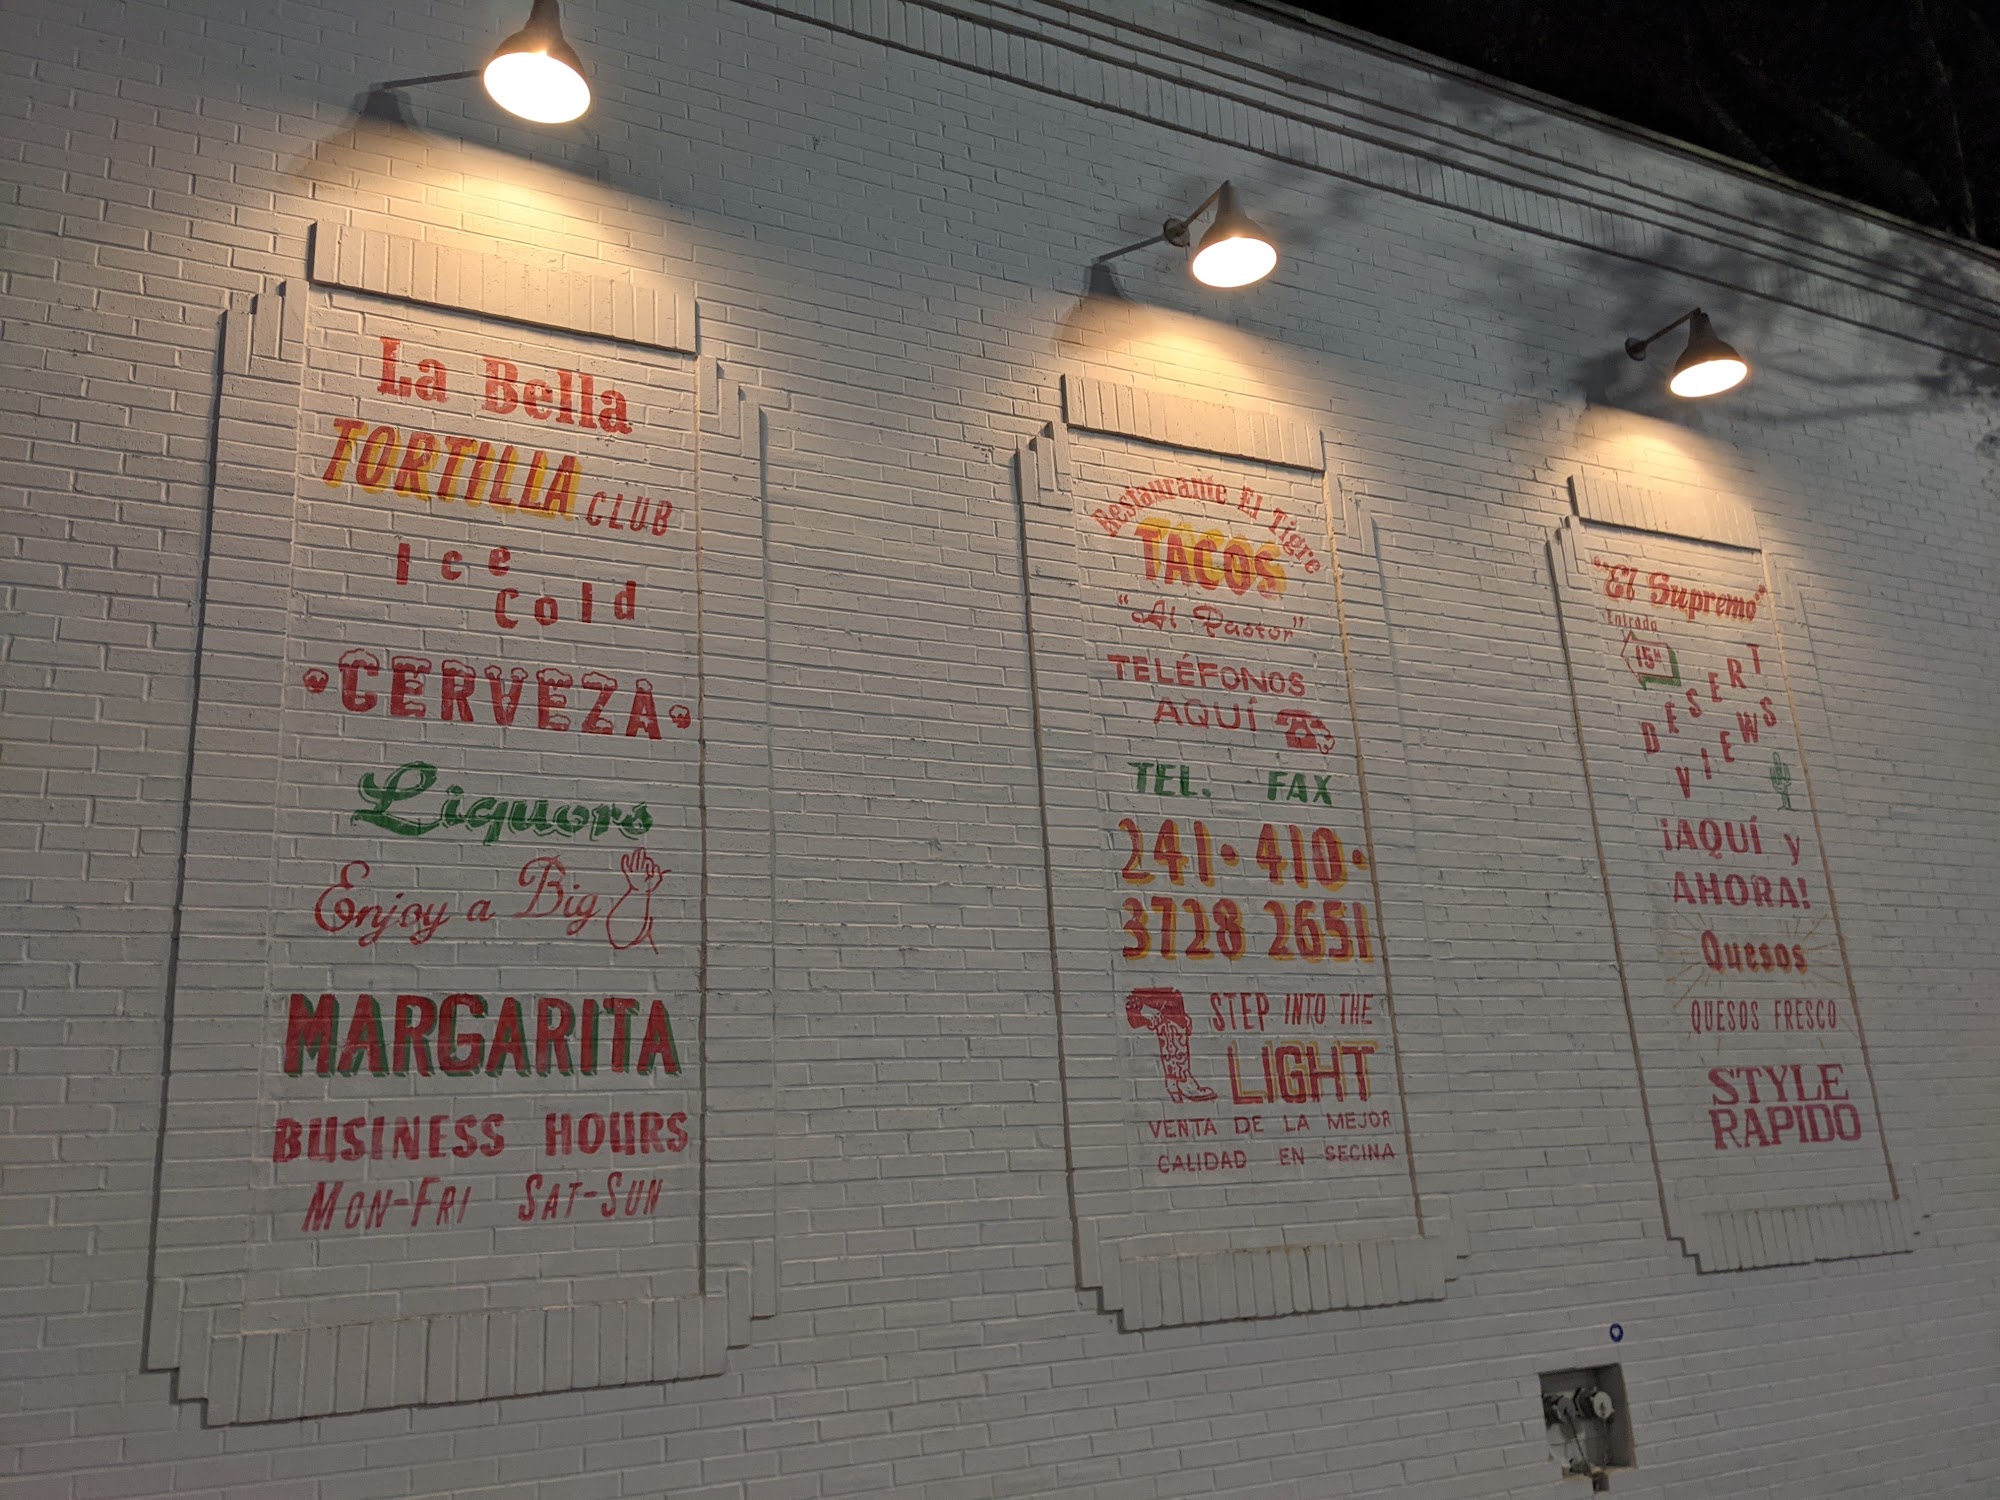 La Bella
TORTILLA CLUB
Ice
Cold
CERVEZA
Liquors
Enjoy a Big
MARGARITA
BUSINESS HOURS
MON-FRI SAT-SUN
Restaurante El Tigre
TACOS
"Al Pastor"
TELÉFONOS
AQUÍ
TEL. FAX
241 • 410 •
3728 2651
STEP INTO THE
LIGHT
VENTA DE LA MEJOR
CALIDAD EN SECINA
"El Supremo"
Entrada
DESERT
VIEWS
¡AQUÍ y
AHORA!
Quesos
QUESOS FRESCO
STYLE
RAPIDO